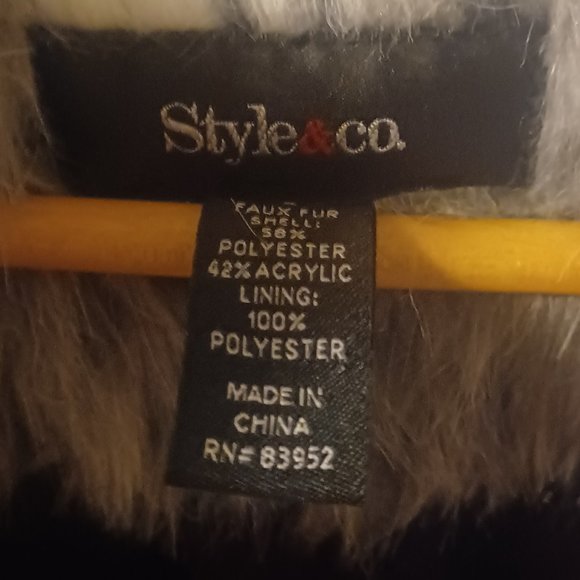 Style&co.
FAUX FUR
SHELL:
58%
POLYESTER
42% ACRYLIC
LINING:
100%
POLYESTER
MADE IN
CHINA
RN# 83952